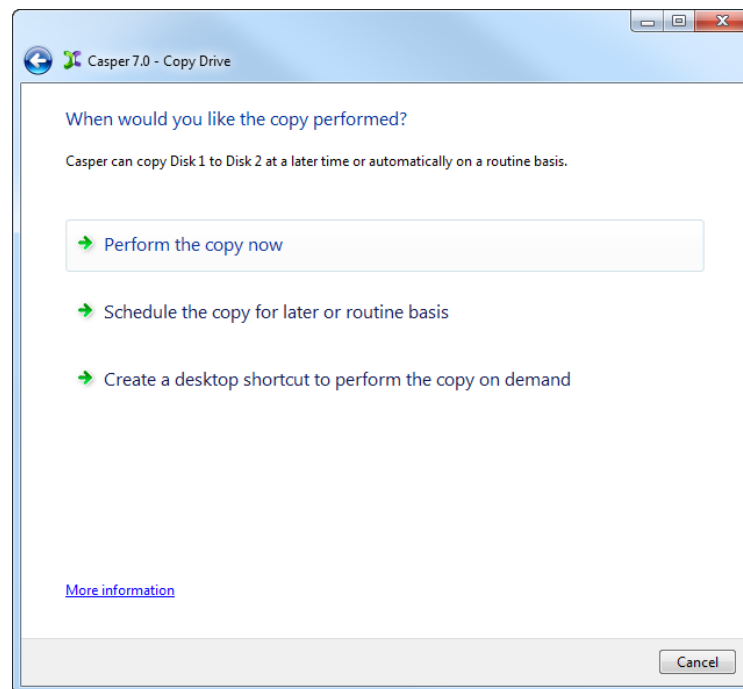 Casper 7.0 - Copy Drive
When would you like the copy performed?
Casper can copy Disk 1 to Disk 2 at a later time or automatically on a routine basis.
Perform the copy now
Schedule the copy for later or routine basis
Create a desktop shortcut to perform the copy on demand
More information
Cancel